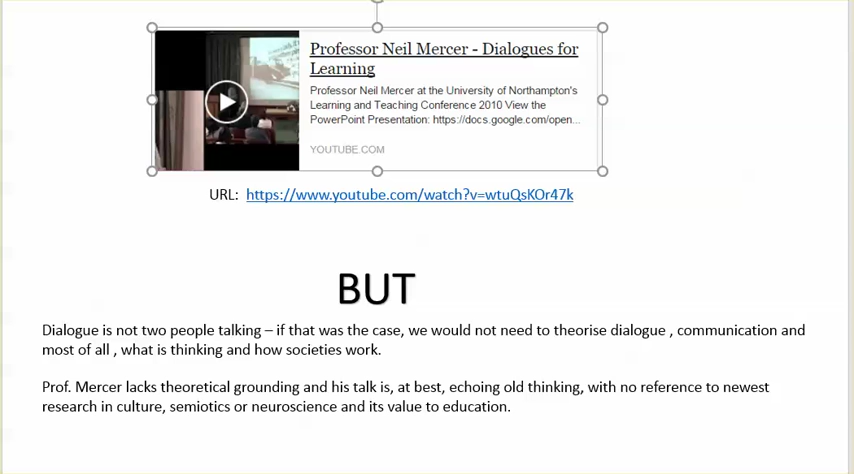 Professor Neil Mercer - Dialogues for
Learning
Professor Neil Mercer at the University of Northampton's
Learning and Teaching Conference 2010 View the
PowerPoint Presentation: https://docs.google.com/open...
YOUTUBE.COM
URL: https://www.youtube.com/watch?v=wtuQsKOr47k
BUT
Dialogue is not two people talking – if that was the case, we would not need to theorise dialogue , communication and
most of all , what is thinking and how societies work.
Prof. Mercer lacks theoretical grounding and his talk is, at best, echoing old thinking, with no reference to newest
research in culture, semiotics or neuroscience and its value to education.